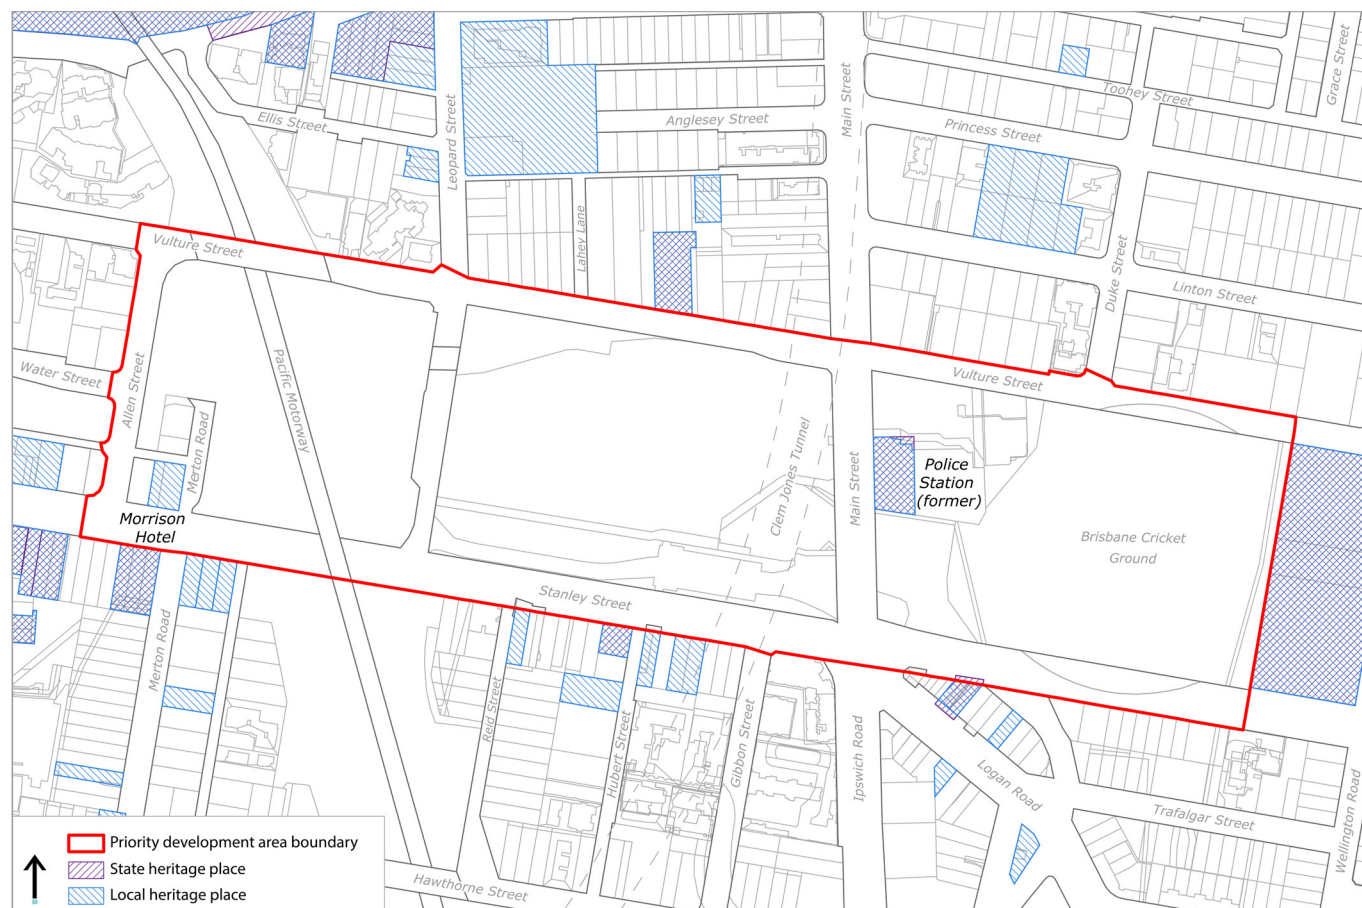 Grace Street
Toohey Street
Main Street
Princess Street
Anglesey Street
Ellis Street
Leopard Street
Lahey Lane
Duke Street
Linton Street
Vulture Street
Water Street
Allen Street
Pacific Motorway
Merton Road
Vulture Street
Clem Jones Tunnel
Main Street
Police
Station
(former)
Brisbane Cricket
Ground
Morrison
Hotel
Stanley Street
Merton Road
Reid Street
Hubert Street
Gibbon Street
Ipswich Road
Logan Road
Trafalgar Street
Wellington Road
Hawthorne Street
Priority development area boundary
State heritage place
Local heritage place